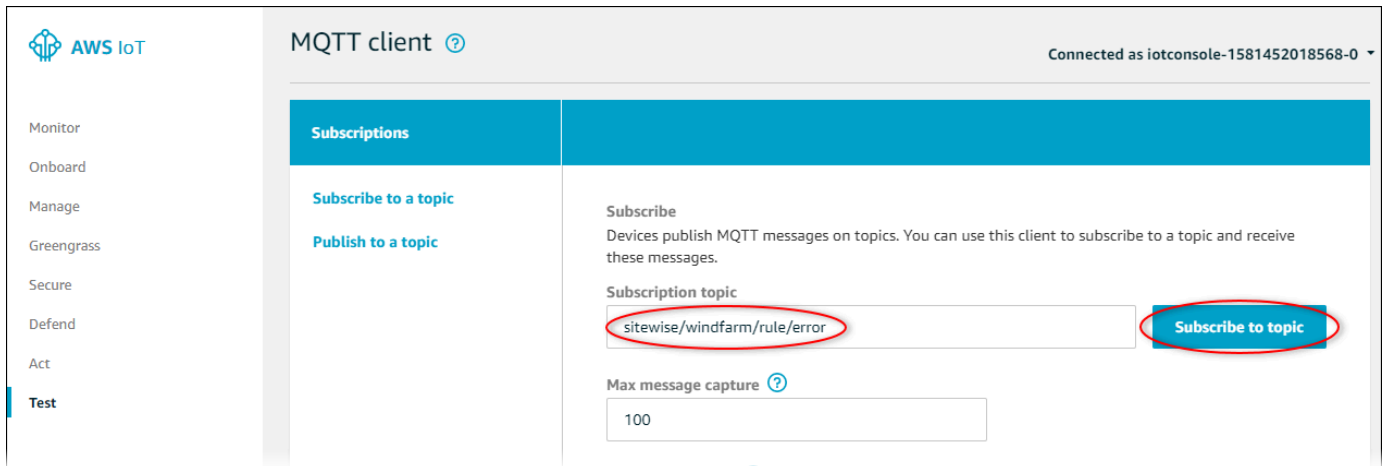 AWS IoT
MQTT client ?
Connected as iotconsole-1581452018568-0
Monitor
Onboard
Manage
Greengrass
Secure
Defend
Act
Test
Subscriptions
Subscribe to a topic
Publish to a topic
Subscribe
Devices publish MQTT messages on topics. You can use this client to subscribe to a topic and receive
these messages.
Subscription topic
sitewise/windfarm/rule/error
Subscribe to topic
Max message capture ?
100